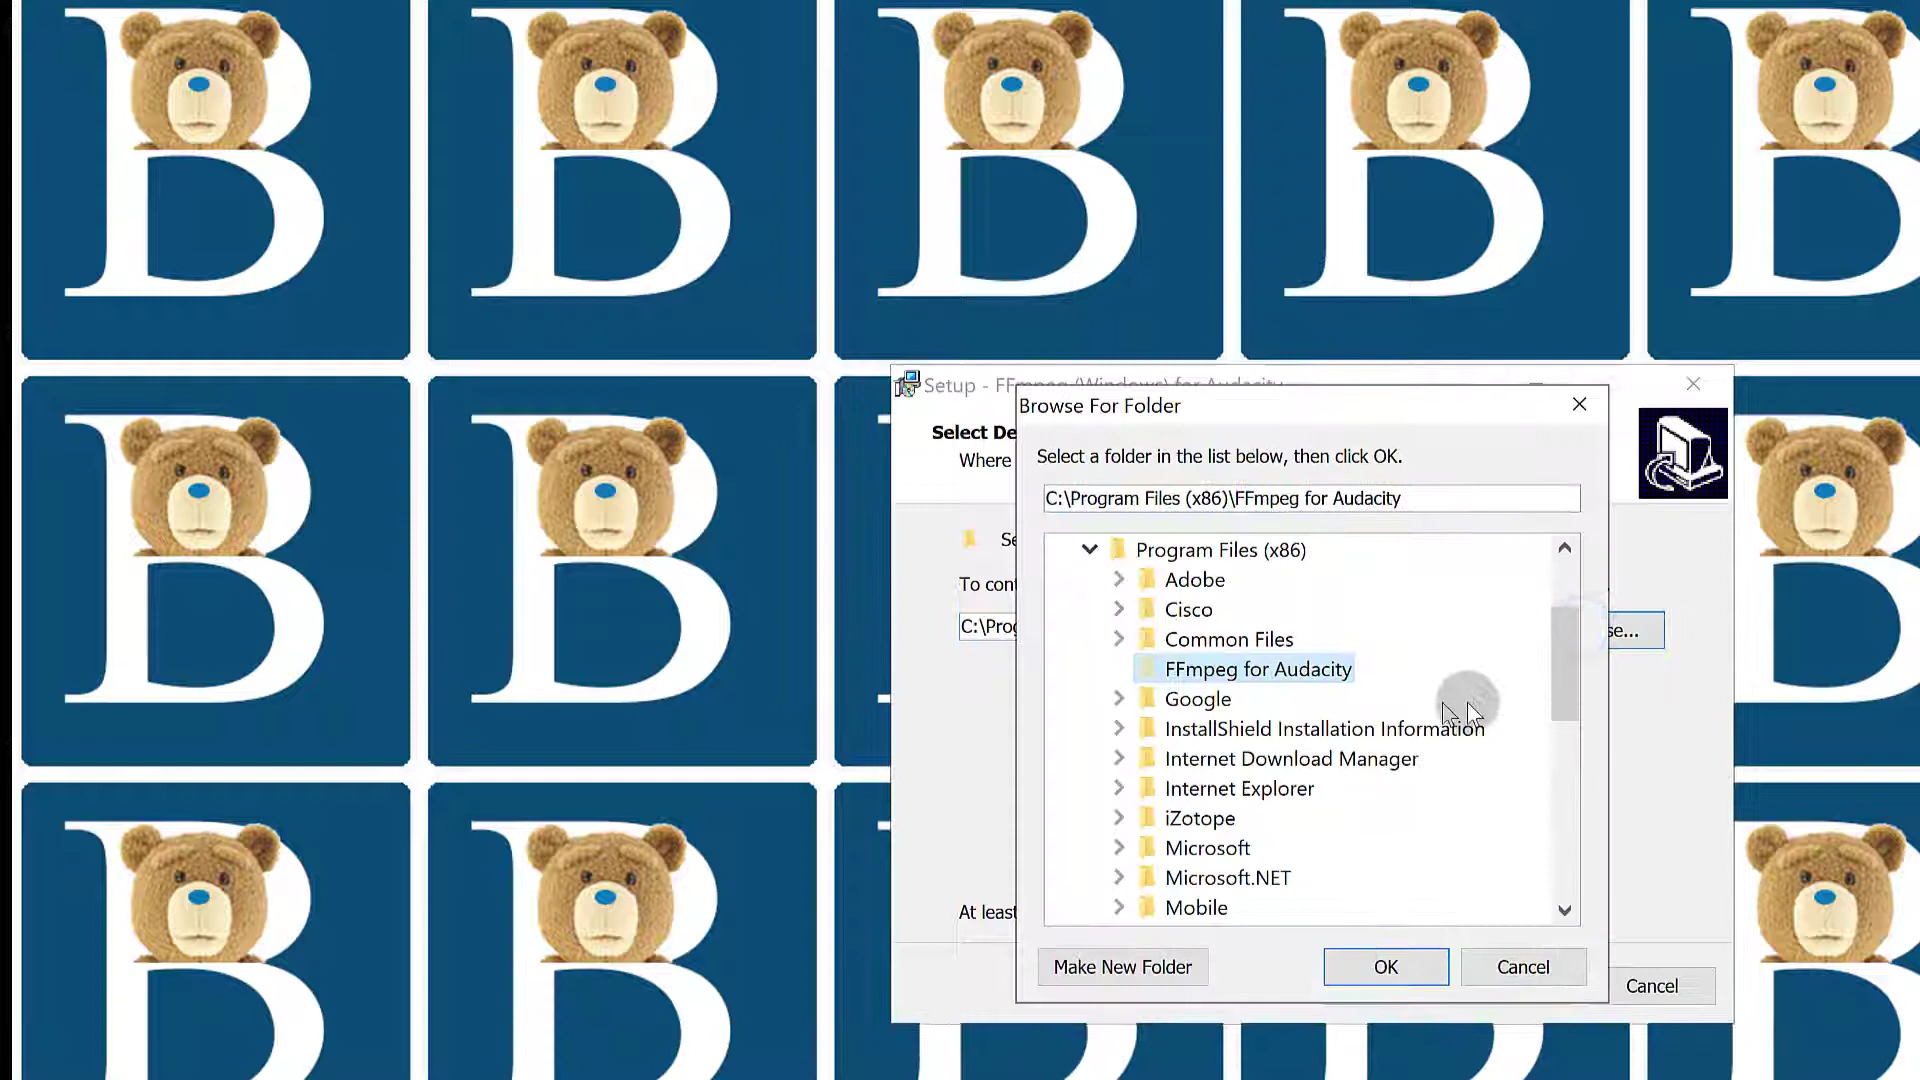 B
B
B
B
B
B
B
B
B
B
B
B
Setup - FFmpeg (Windows) for Audacity
Browse For Folder
Select De
Where
Select a folder in the list below, then click OK.
C:\Program Files (x86)\FFmpeg for Audacity
Se
To cont
C:\Prog
se...
Program Files (x86)
Adobe
Cisco
Common Files
FFmpeg for Audacity
Google
InstallShield Installation Information
Internet Download Manager
Internet Explorer
iZotope
Microsoft
Microsoft.NET
Mobile
At least
Make New Folder
OK
Cancel
Cancel